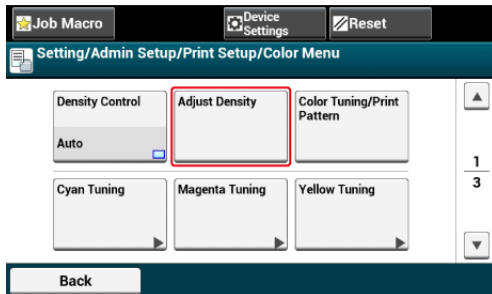 Job Macro
Device
Settings
Reset
Setting/Admin Setup/Print Setup/Color Menu
Density Control
Auto
Adjust Density
Color Tuning/Print
Pattern
1
3
Cyan Tuning
Magenta Tuning
Yellow Tuning
Back